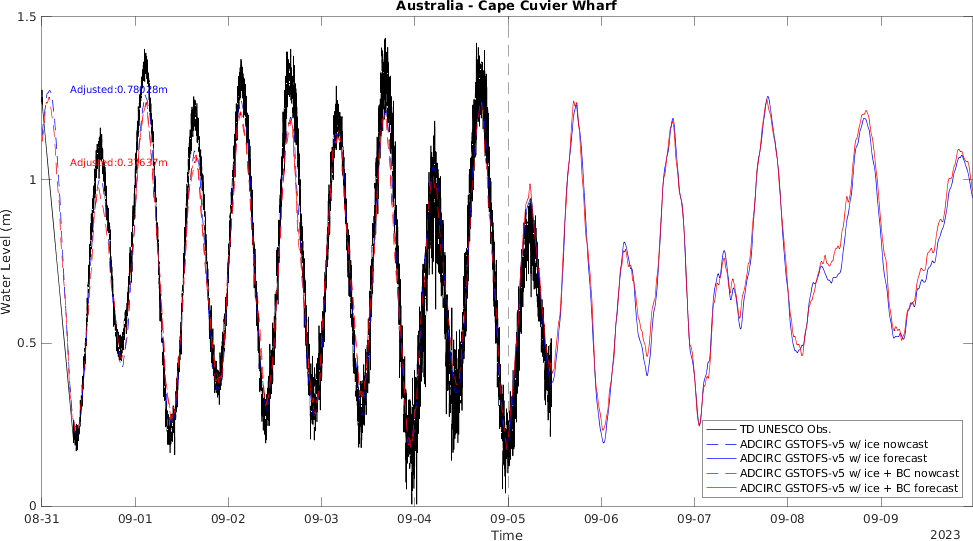 Australia - Cape Cuvier Wharf
1.5
Adjusted:0.78028m
Adjusted:0.37637m
1
Water Level (m)
0.5
TD UNESCO Obs.
ADCIRC GSTOFS-v5 w/ ice nowcast
ADCIRC GSTOFS-v5 w/ ice forecast
ADCIRC GSTOFS-v5 w/ ice + BC nowcast
ADCIRC GSTOFS-v5 w/ ice + BC forecast
0
08-31 09-01 09-02 09-03 09-04 09-05 09-06 09-07 09-08 09-09
Time
2023